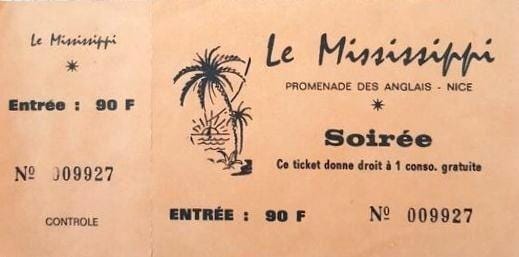 Le Mississippi
Entrée : 90 F
Nº 009927
CONTROLE
Le Mississippi
PROMENADE DES ANGLAIS - NICE
Soirée
Ce ticket donne droit à 1 conso. gratuite
ENTRÉE : 90 F Nº 009927